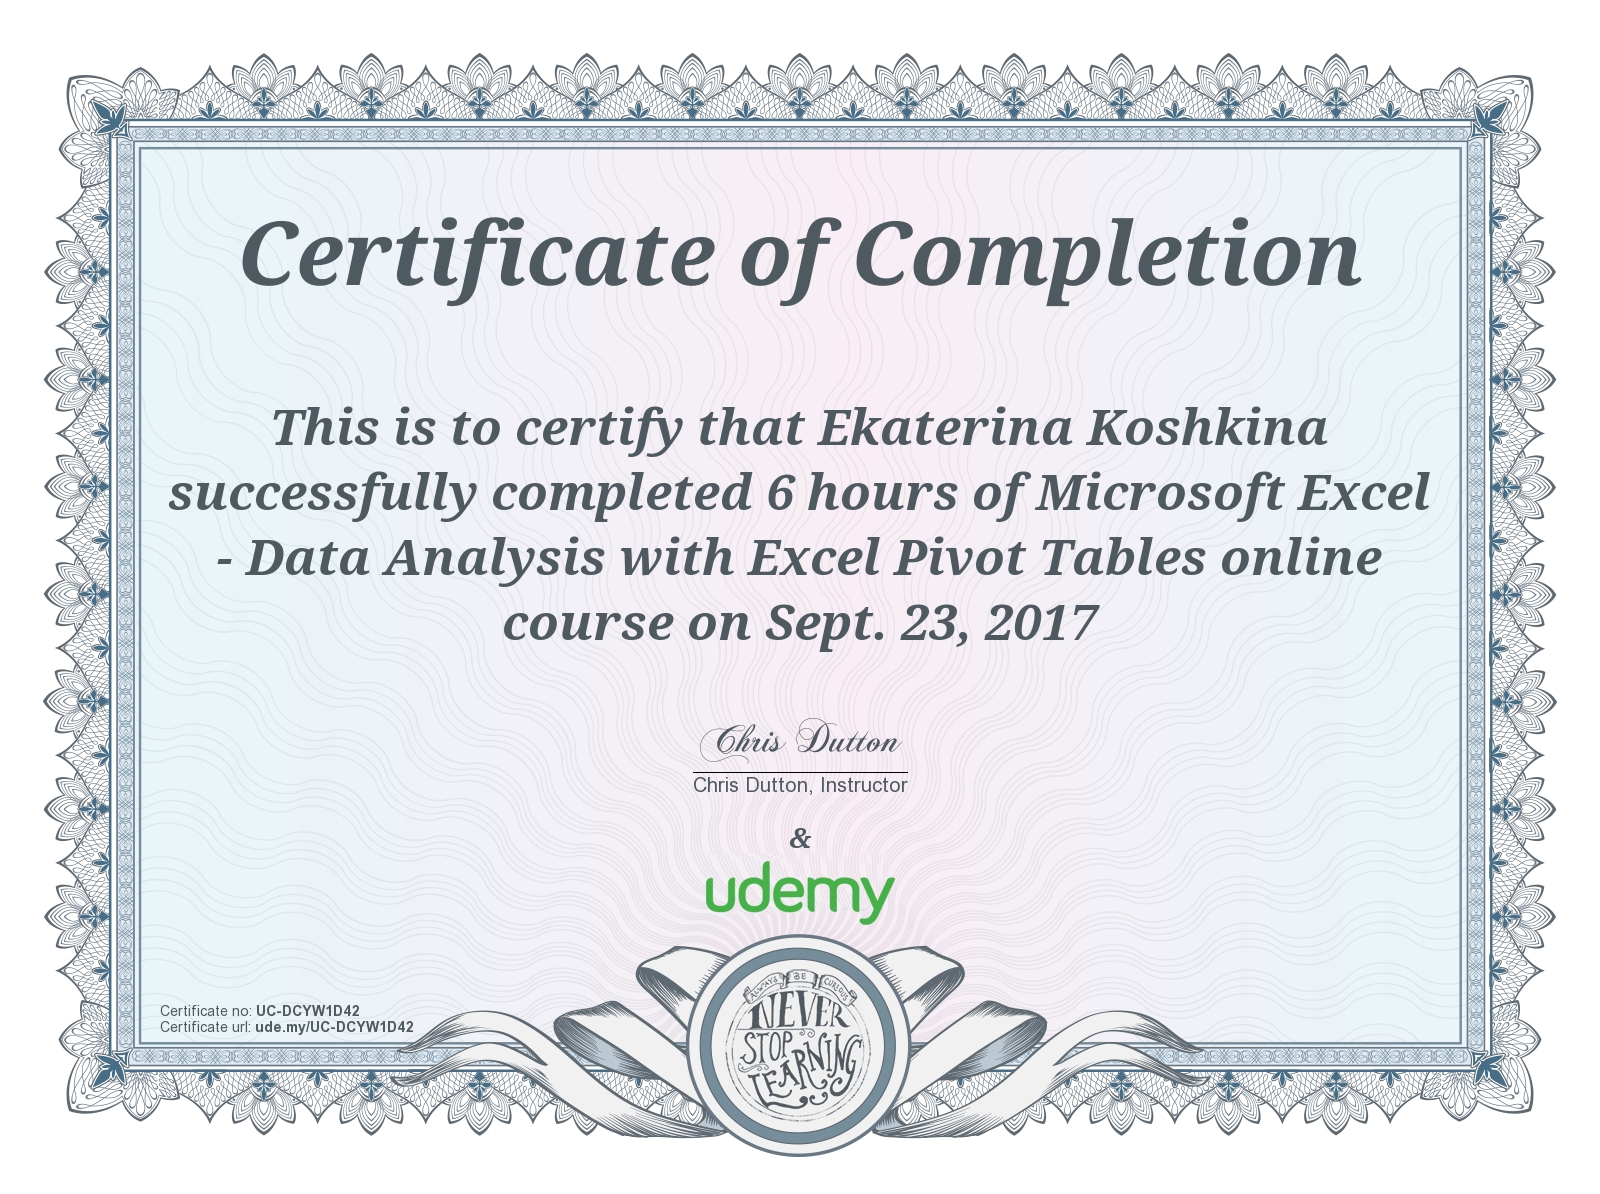 Certificate of Completion
This is to certify that Ekaterina Koshkina
successfully completed 6 hours of Microsoft Excel
- Data Analysis with Excel Pivot Tables online
course on Sept. 23, 2017
Chris Dutton
Chris Dutton, Instructor
&
udemy
Certificate no: UC-DCYW1D42
Certificate url: ude.my/UC-DCYW1D42
ALWAYS BE CURIOUS
NEVER
STOP
LEARNING